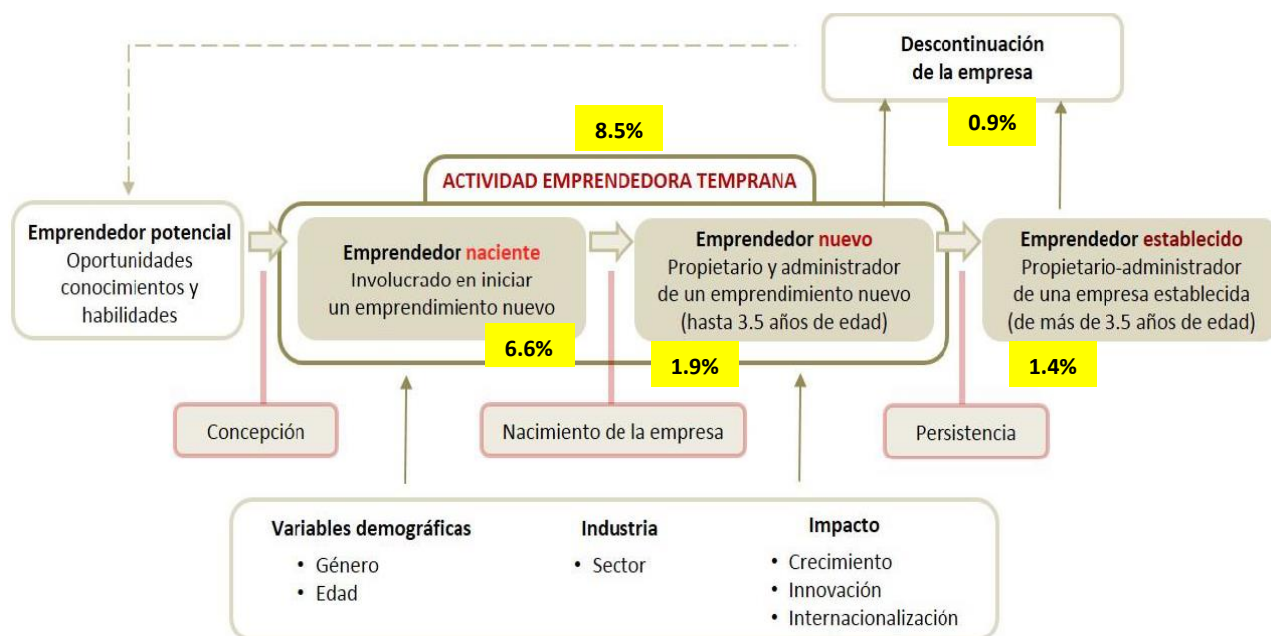 Descontinuación
de la empresa
0.9%
8.5%
ACTIVIDAD EMPRENDEDORA TEMPRANA
Emprendedor potencial
Oportunidades
conocimientos y
habilidades
Emprendedor naciente
Involucrado en iniciar
un emprendimiento nuevo
6.6%
Emprendedor nuevo
Propietario y administrador
de un emprendimiento nuevo
(hasta 3.5 años de edad)
1.9%
Emprendedor establecido
Propietario-administrador
de una empresa establecida
(de más de 3.5 años de edad)
1.4%
Concepción
Nacimiento de la empresa
Persistencia
Variables demográficas
• Género
• Edad
Industria
• Sector
Impacto
• Crecimiento
• Innovación
• Internacionalización